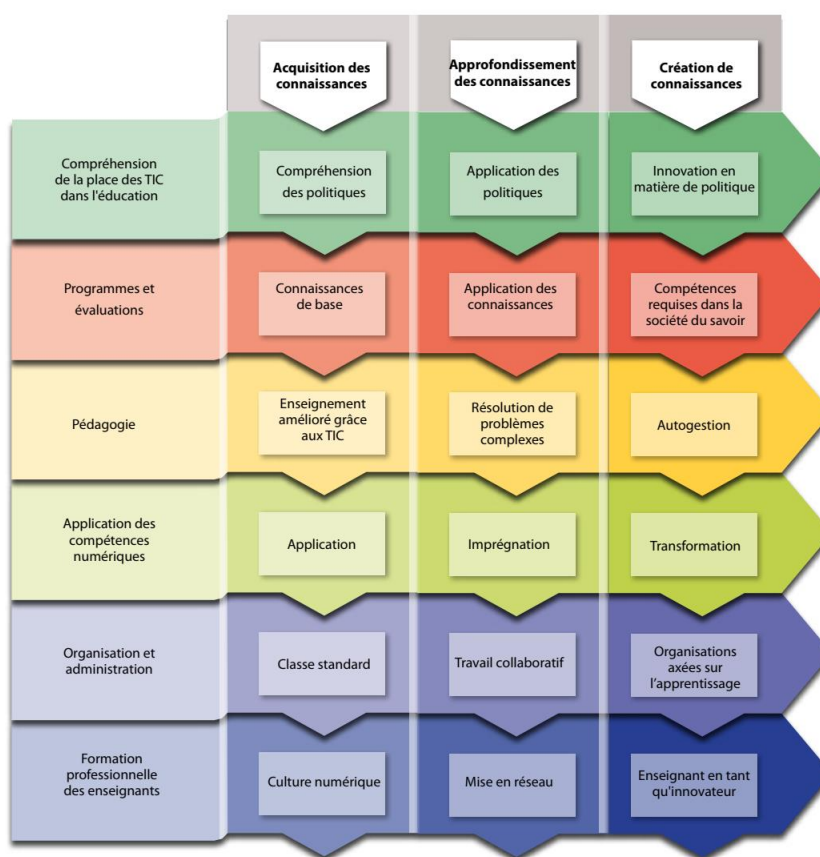 Acquisition des
connaissances
Approfondissement
des connaissances
Création de
connaissances
Compréhension
de la place des TIC
dans l'éducation
Compréhension
des politiques
Application des
politiques
Innovation en
matière de politique
Programmes et
évaluations
Connaissances
de base
Application des
connaissances
Compétences
requises dans la
société du savoir
Pédagogie
Enseignement
amélioré grâce
aux TIC
Résolution de
problèmes
complexes
Autogestion
Application des
compétences
numériques
Application
Imprégnation
Transformation
Organisation et
administration
Classe standard
Travail collaboratif
Organisations
axées sur
l'apprentissage
Formation
professionnelle
des enseignants
Culture numérique
Mise en réseau
Enseignant en tant
qu'innovateur